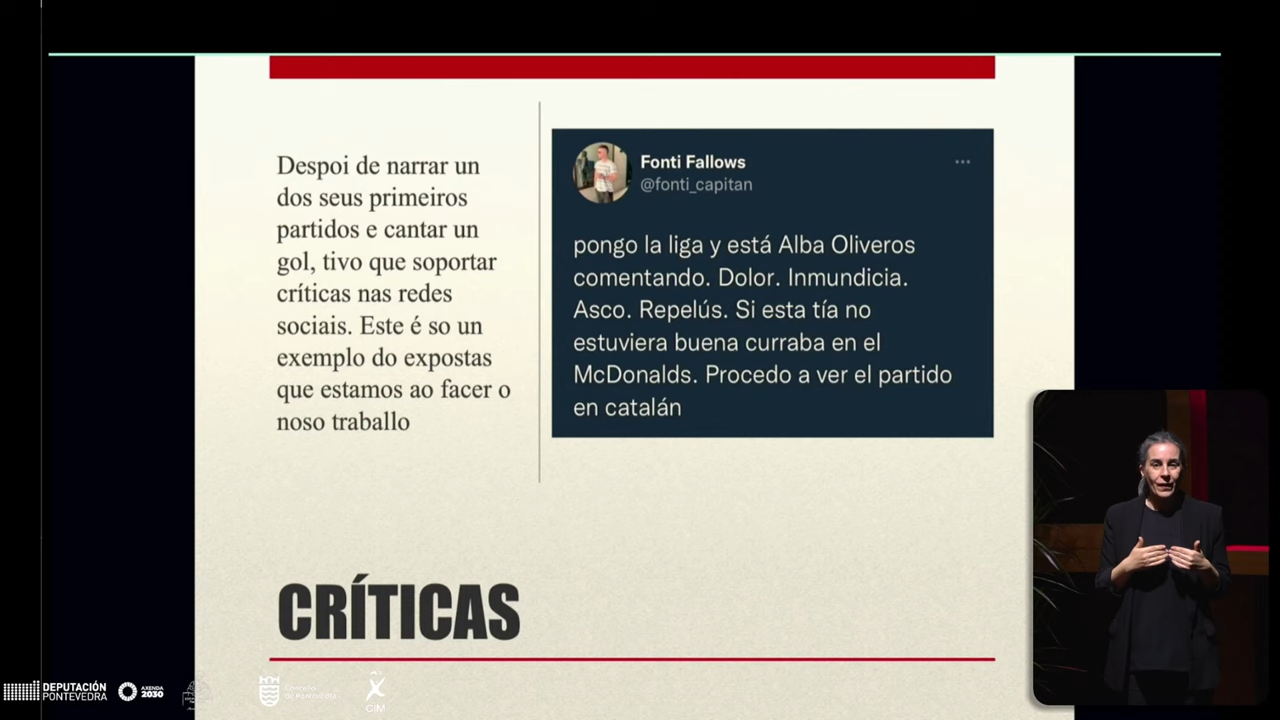 Despoi de narrar un
dos seus primeiros
partidos e cantar un
gol, tivo que soportar
críticas nas redes
sociais. Este é so un
exemplo do expostas
que estamos ao facer o
noso traballo
Fonti Fallows
@fonti_capitan
pongo la liga y está Alba Oliveros
comentando. Dolor. Inmundicia.
Asco. Repelús. Si esta tía no
estuviera buena curraba en el
McDonalds. Procedo a ver el partido
en catalán
CRÍTICAS
DEPUTACIÓN
PONTEVEDRA
AXENDA
2030
Concello
de Pontevedra
CIM